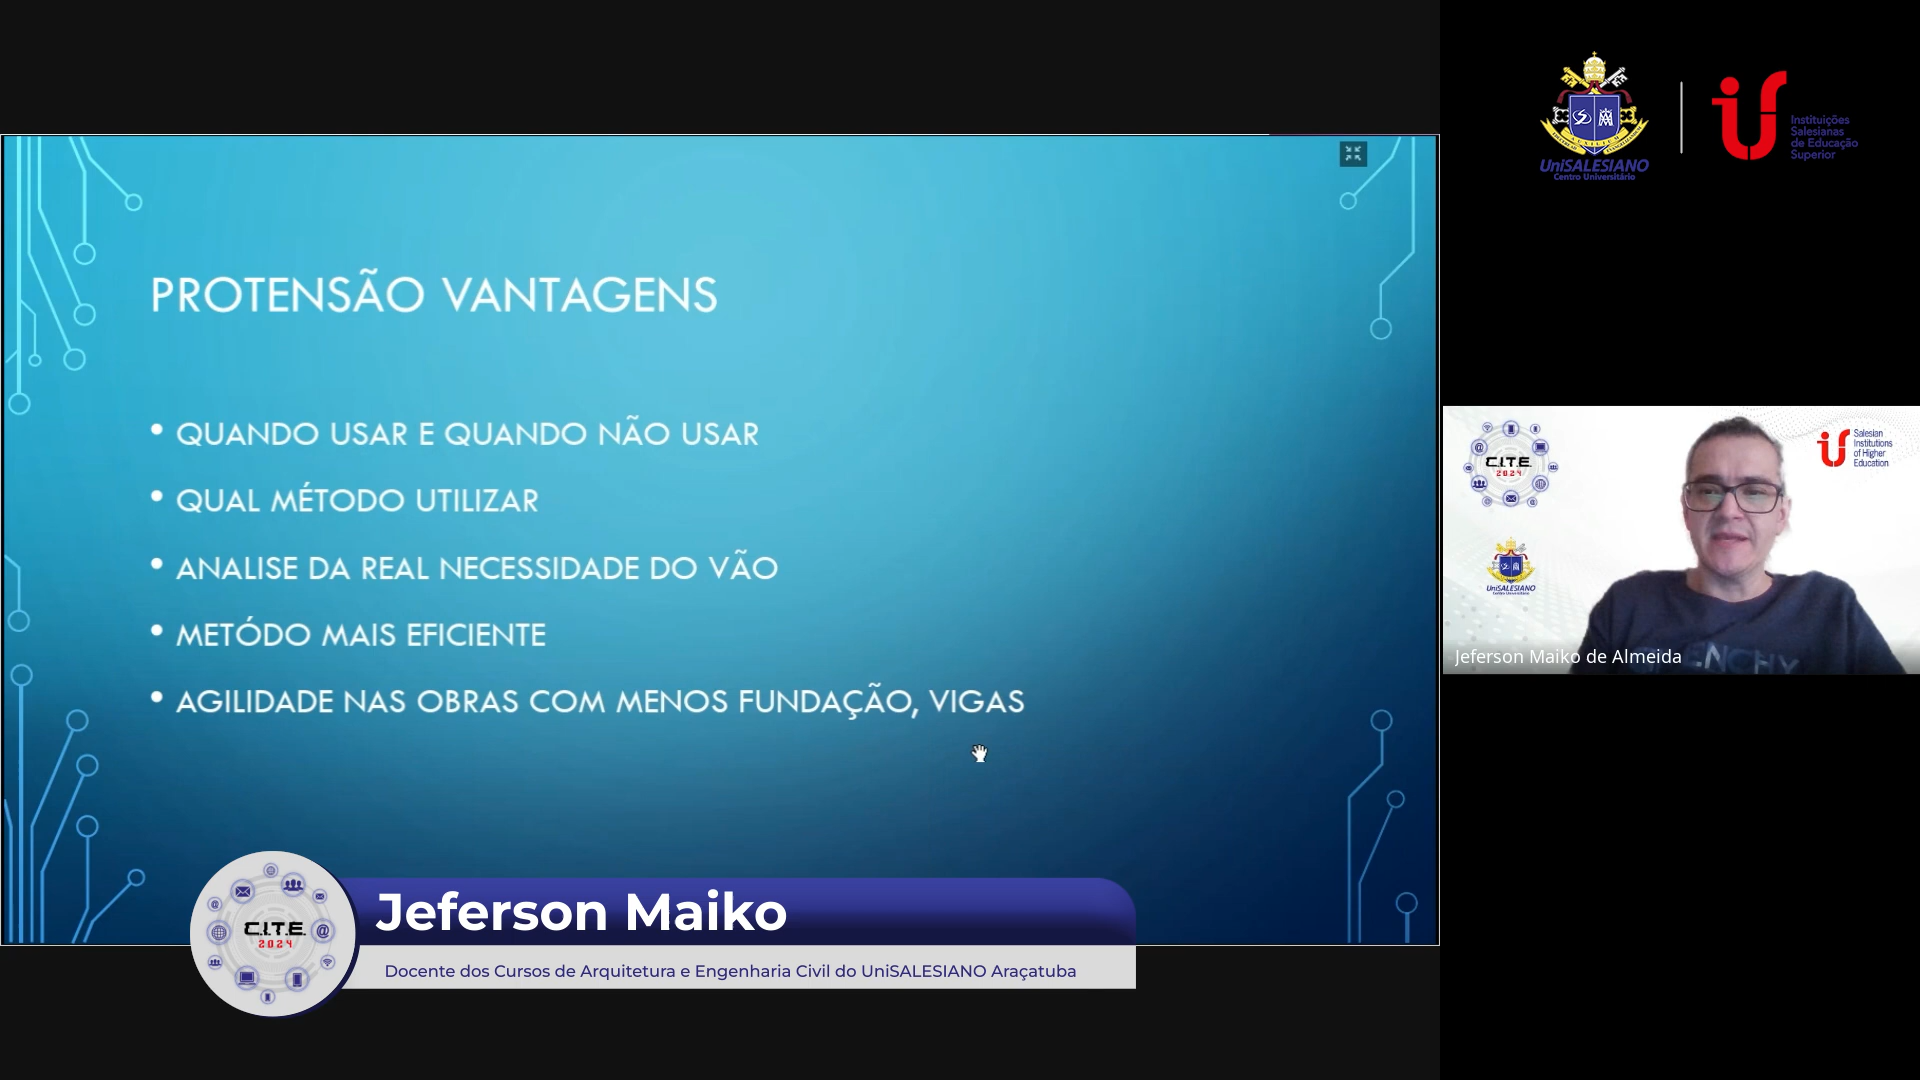 PROTENSÃO VANTAGENS
• QUANDO USAR E QUANDO NÃO USAR
• QUAL MÉTODO UTILIZAR
• ANALISE DA REAL NECESSIDADE DO VÃO
• METÓDO MAIS EFICIENTE
• AGILIDADE NAS OBRAS COM MENOS FUNDAÇÃO, VIGAS
C.I.T.E.
2024
Jeferson Maiko
Docente dos Cursos de Arquitetura e Engenharia Civil do UniSALESIANO Araçatuba
UniSALESIANO
Centro Universitário
Instituições
Salesianas
de Educação
Superior
C.I.T.E.
2024
Salesian
Institutions
of Higher
Education
UniSALESIANO
Centro Universitário
Jeferson Maiko de Almeida